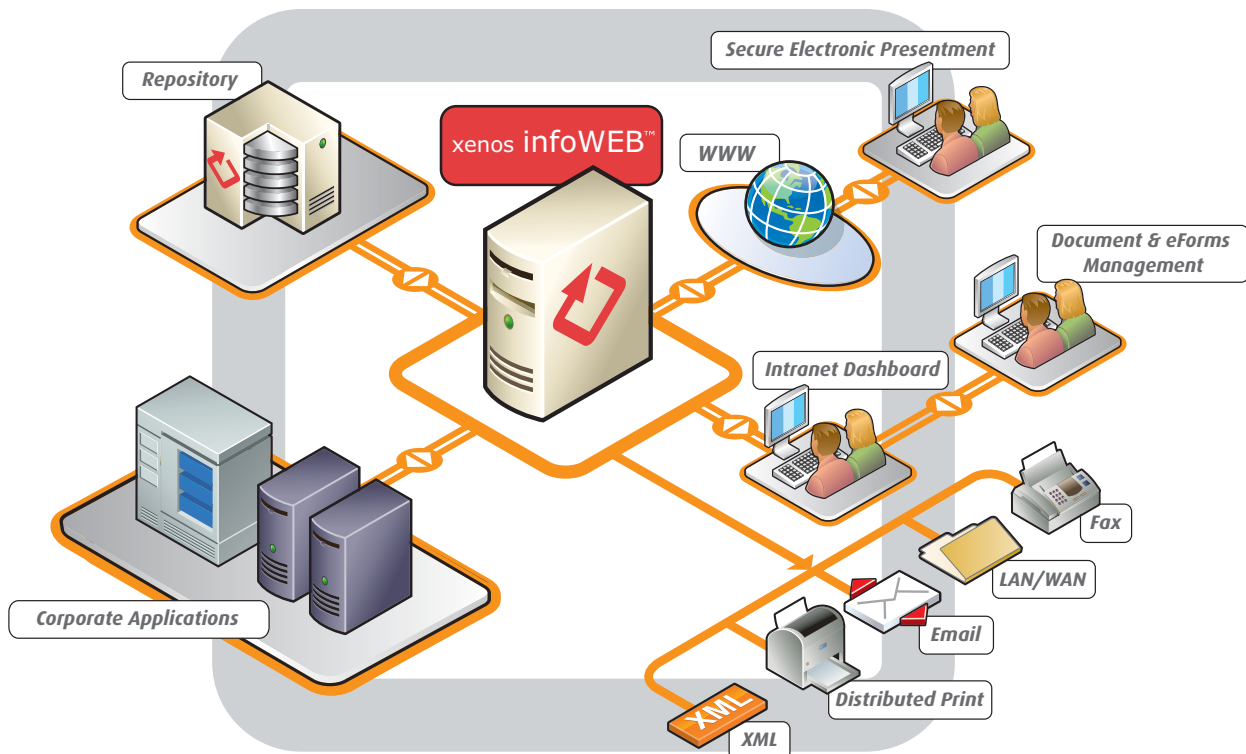 Secure Electronic Presentment
Repository
xenos infoWEB™
WWW
Document & eForms
Management
Intranet Dashboard
Fax
LAN/WAN
Corporate Applications
Email
Distributed Print
XML
XML